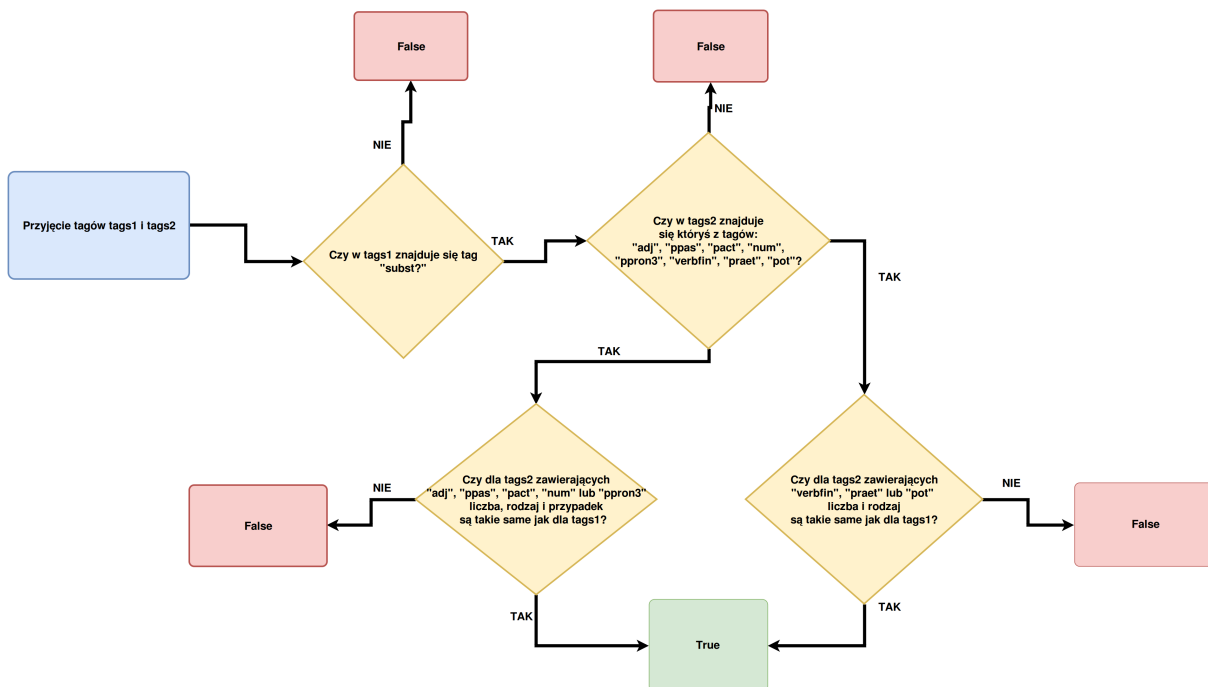 False
False
NIE
NIE
Przyjęcie tagów tags1 i tags2
Czy w tags1 znajduje się tag
"subst?"
TAK
Czy w tags2 znajduje
się któryś z tagów:
"adj", "ppas", "pact", "num",
"ppron3", "verbfin", "praet", "pot"?
TAK
TAK
Czy dla tags2 zawierających
"adj", "ppas", "pact", "num" lub "ppron3"
liczba, rodzaj i przypadek
są takie same jak dla tags1?
NIE
False
Czy dla tags2 zawierających
"verbfin", "praet" lub "pot"
liczba i rodzaj
są takie same jak dla tags1?
NIE
False
TAK
TAK
True